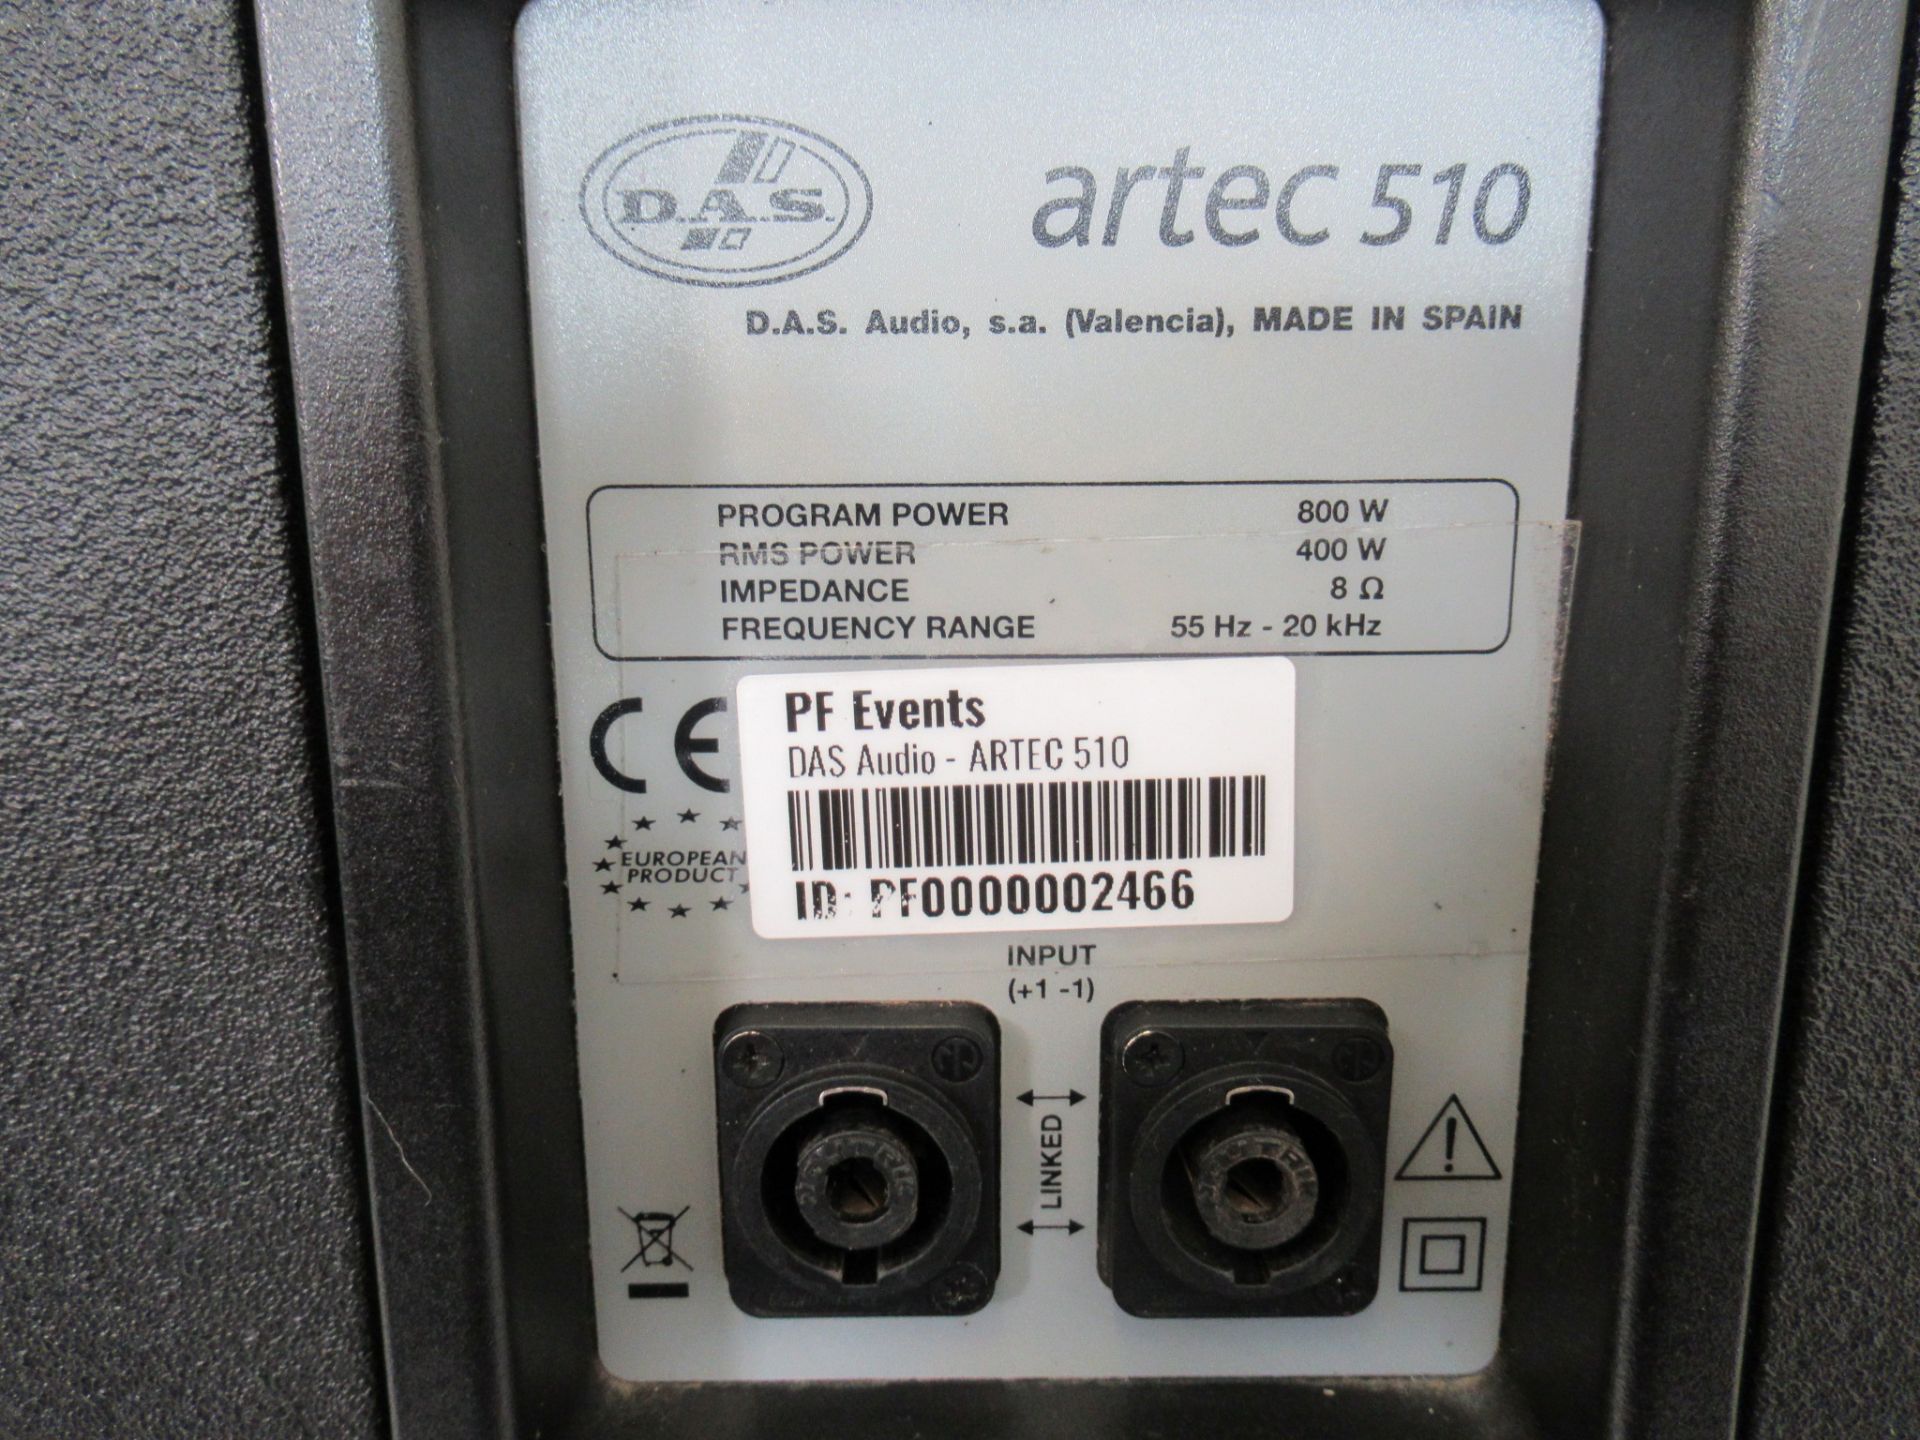 D.A.S.
artec 510
D.A.S. Audio, s.a. (Valencia), MADE IN SPAIN
PROGRAM POWER 800 W
RMS POWER 400 W
IMPEDANCE 8 Ω
FREQUENCY RANGE 55 Hz - 20 kHz
CE
EUROPEAN
PRODUCT
PF Events
DAS Audio - ARTEC 510
ID: PF0000002466
INPUT
(+1 -1)
LINKED